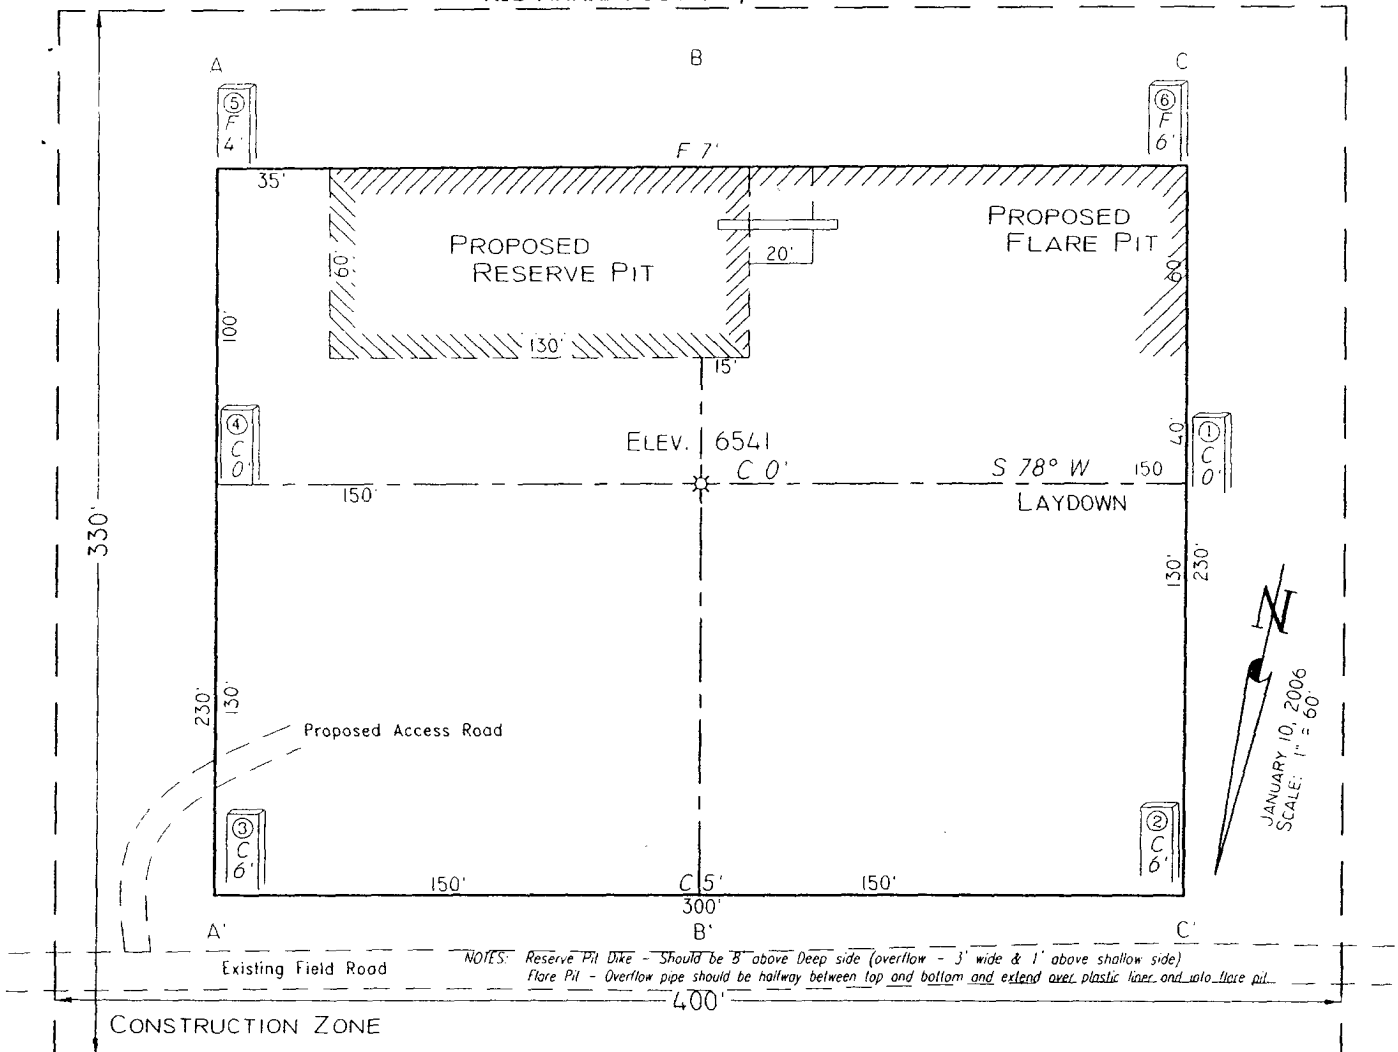 A
B
C
⑤
F
4'
⑥
F
6'
F 7'
35'
PROPOSED
RESERVE PIT
PROPOSED
FLARE PIT
60'
20'
60'
100'
130'
15'
④
C
0'
ELEV. 6541
C 0'
40'
①
C
0'
S 78° W
150
150'
LAYDOWN
330'
130'
230'
N
JANUARY 10, 2006
SCALE: 1" = 60'
230'
130'
Proposed Access Road
③
C
6'
②
C
6'
150'
C 5'
150'
300'
A'
B'
C'
Existing Field Road
NOTES: Reserve Pit Dike - Should be 8' above Deep side (overflow - 3' wide & 1' above shallow side)
Flare Pit - Overflow pipe should be halfway between top and bottom and extend over plastic liner and into flare pit.
400'
CONSTRUCTION ZONE